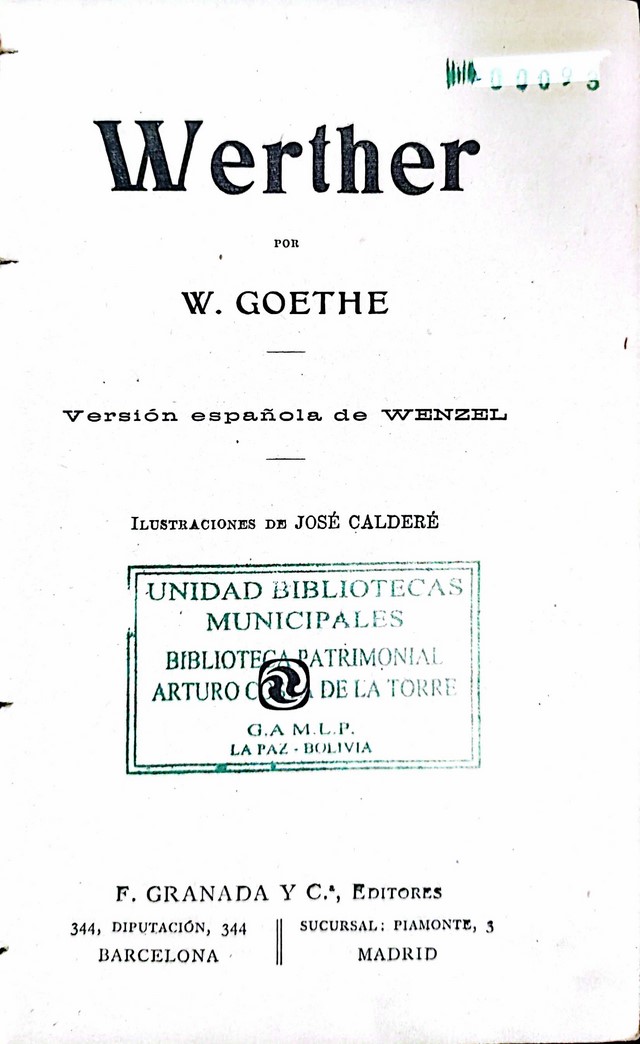 00093
Werther
POR
W. GOETHE
Versión española de WENZEL
ILUSTRACIONES DE JOSÉ CALDERÉ
UNIDAD BIBLIOTECAS
MUNICIPALES
BIBLIOTECA PATRIMONIAL
ARTURO DE LA TORRE
G.A M.L.P.
LA PAZ - BOLIVIA
F. GRANADA Y C.ª, EDITORES
344, DIPUTACIÓN, 344
BARCELONA
SUCURSAL: PIAMONTE, 3
MADRID